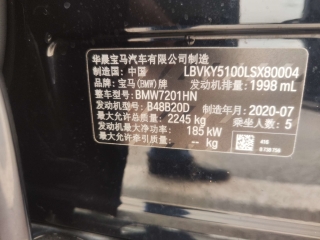 华晨宝马汽车有限公司制造
制造国：中国 LBVKY5100LSX80004
品牌：宝马(BMW)牌 发动机排量：1998 mL
整车型号：BMW7201HN
发动机型号：B48B20D 制造年月：2020-07
最大允许总质量：2245 kg 乘坐人数：5
发动机最大净功率：185 kW
最大允许牵引质量：-- kg